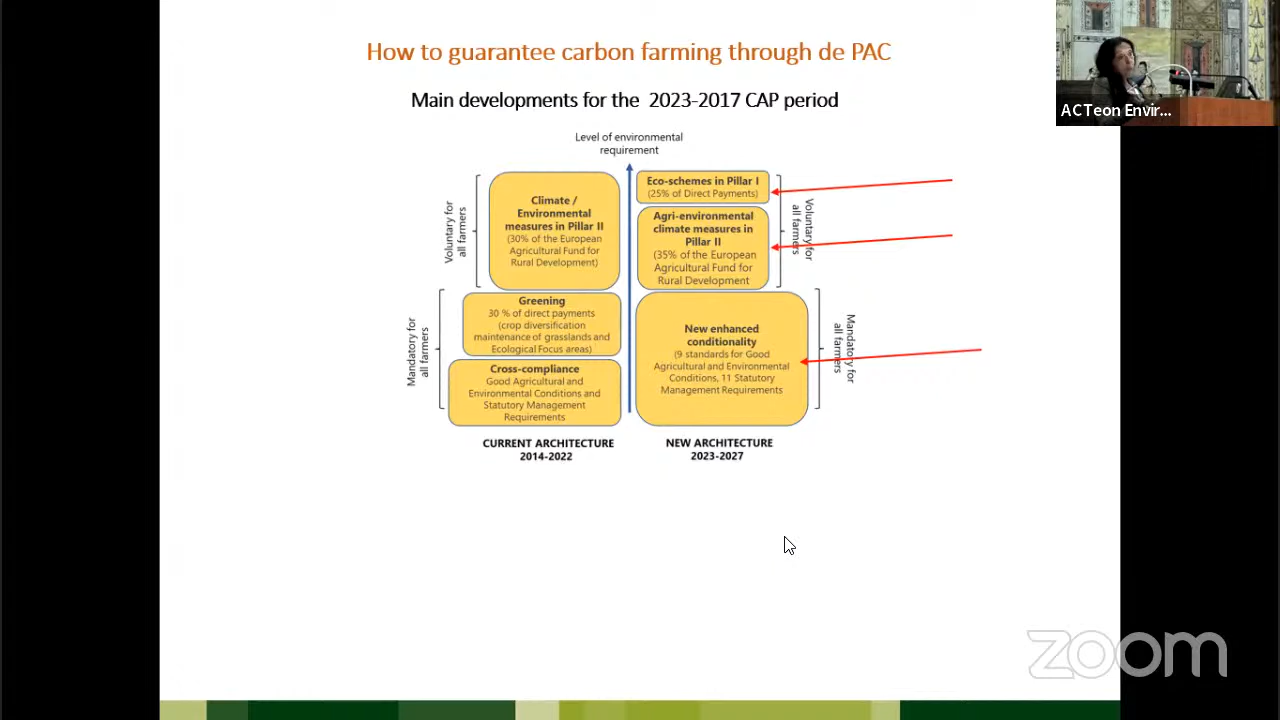 How to guarantee carbon farming through de PAC
Main developments for the 2023-2017 CAP period
ACTeon Envir...
Level of environmental
requirement
Voluntary for
all farmers
Climate /
Environmental
measures in Pillar II
(30% of the European
Agricultural Fund for
Rural Development)
Eco-schemes in Pillar I
(25% of Direct Payments)
Agri-environmental
climate measures in
Pillar II
(35% of the European
Agricultural Fund for
Rural Development
Voluntary for
all farmers
Mandatory for
all farmers
Greening
30 % of direct payments
(crop diversification
maintenance of grasslands and
Ecological Focus areas)
Cross-compliance
Good Agricultural and
Environmental Conditions and
Statutory Management
Requirements
New enhanced
conditionality
(9 standards for Good
Agricultural and Environmental
Conditions, 11 Statutory
Management Requirements
Mandatory for
all farmers
CURRENT ARCHITECTURE
2014-2022
NEW ARCHITECTURE
2023-2027
zoom